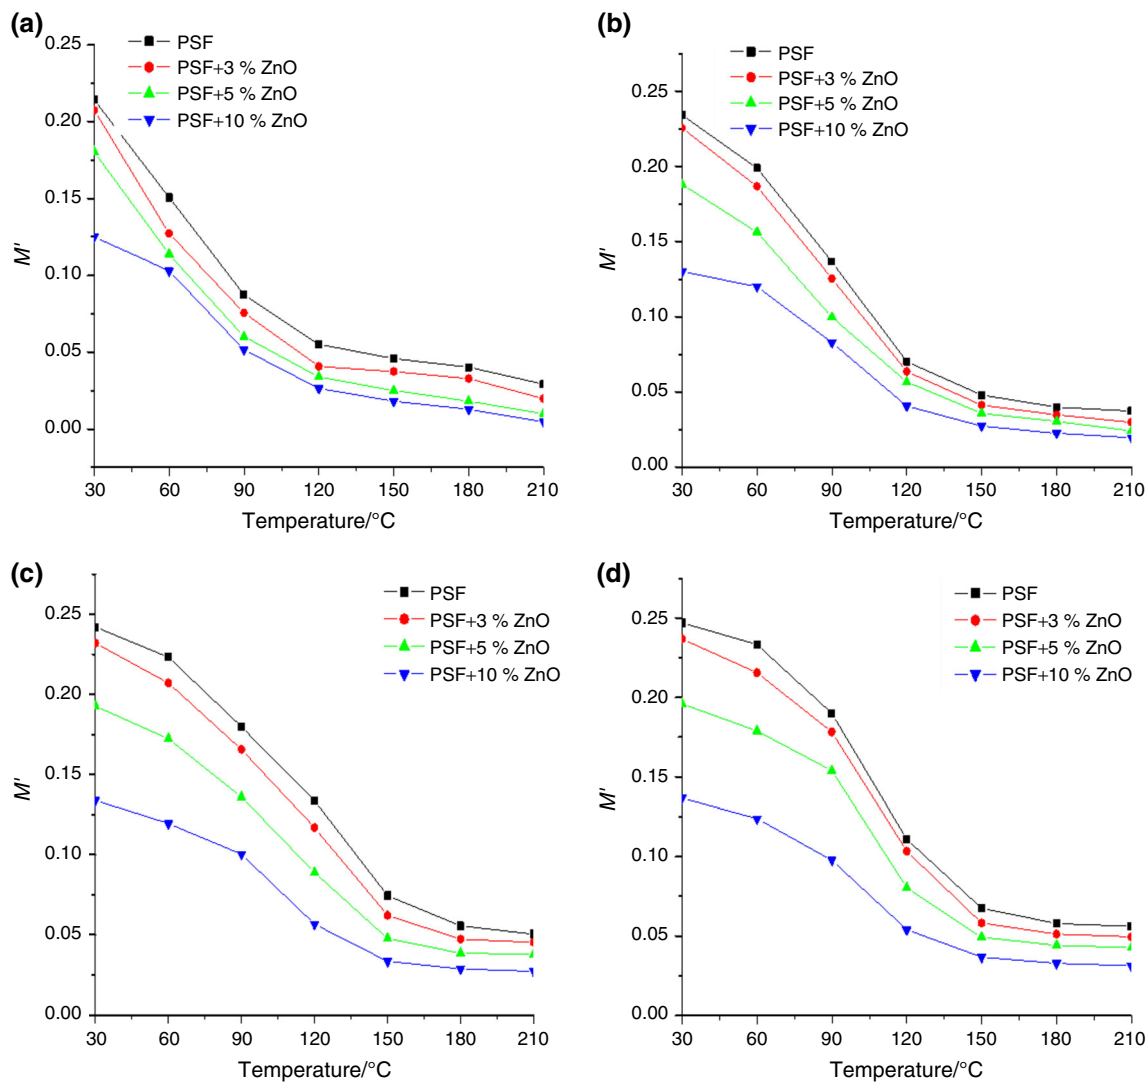 (a)
PSF
PSF+3 % ZnO
PSF+5 % ZnO
PSF+10 % ZnO
0.25
0.20
0.15
0.10
0.05
0.00
M'
30 60 90 120 150 180 210
Temperature/°C
(b)
PSF
PSF+3 % ZnO
PSF+5 % ZnO
PSF+10 % ZnO
0.25
0.20
0.15
0.10
0.05
0.00
M'
30 60 90 120 150 180 210
Temperature/°C
(c)
PSF
PSF+3 % ZnO
PSF+5 % ZnO
PSF+10 % ZnO
0.25
0.20
0.15
0.10
0.05
0.00
M'
30 60 90 120 150 180 210
Temperature/°C
(d)
PSF
PSF+3 % ZnO
PSF+5 % ZnO
PSF+10 % ZnO
0.25
0.20
0.15
0.10
0.05
0.00
M'
30 60 90 120 150 180 210
Temperature/°C